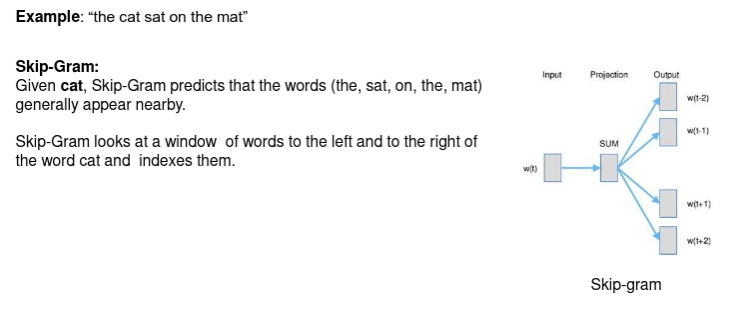 Example: “the cat sat on the mat”
Skip-Gram:
Given cat, Skip-Gram predicts that the words (the, sat, on, the, mat)
generally appear nearby.
Skip-Gram looks at a window of words to the left and to the right of
the word cat and indexes them.
Input Projection Output
w(t-2)
w(t-1)
SUM
w(t)
w(t+1)
w(t+2)
Skip-gram